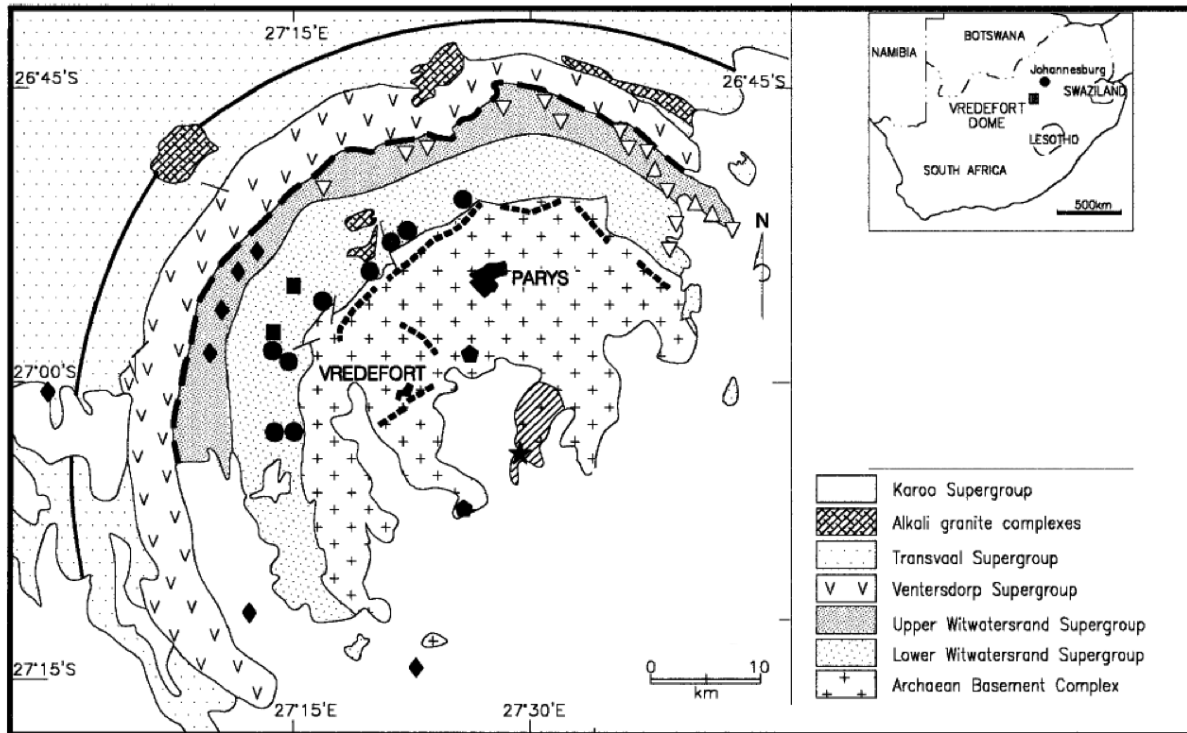 27°15'E
26°45'S
26°45'S
N
PARYS
VREDEFORT
27°00'S
27°00'S
27°15'S
0 10
km
27°15'E
27°30'E
NAMIBIA
BOTSWANA
Johannesburg
SWAZILAND
VREDEFORT
DOME
LESOTHO
SOUTH AFRICA
500km
Karoo Supergroup
Alkali granite complexes
Transvaal Supergroup
V V Ventersdorp Supergroup
Upper Witwatersrand Supergroup
Lower Witwatersrand Supergroup
Archaean Basement Complex